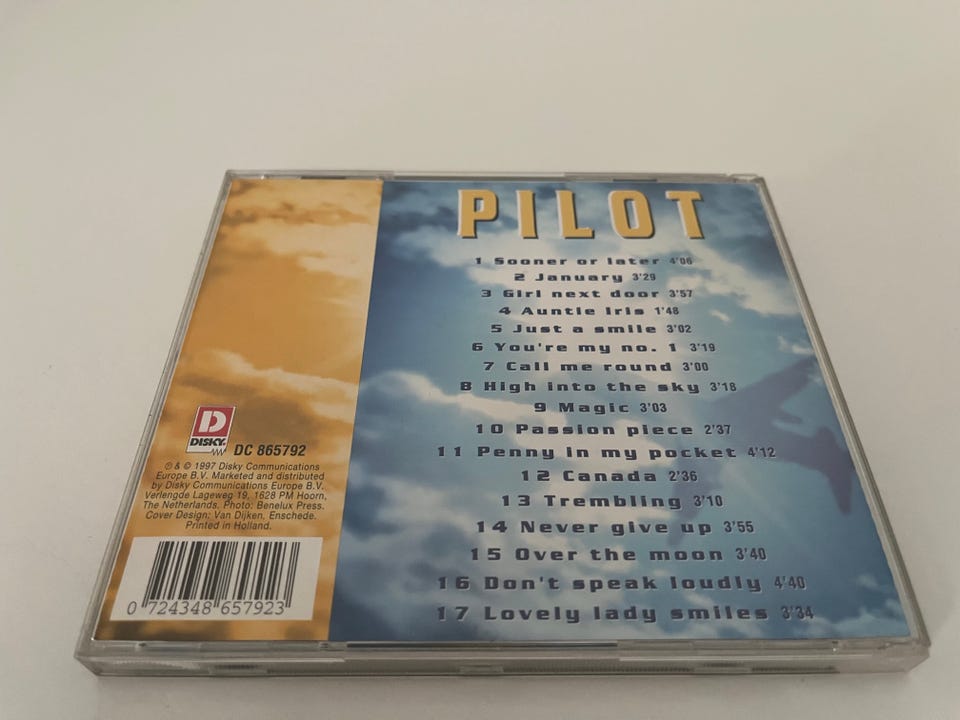 PILOT
1 Sooner or later 4'06
2 January 3'29
3 Girl next door 3'57
4 Auntie Iris 1'48
5 Just a smile 3'02
6 You're my no. 1 3'19
7 Call me round 3'00
8 High into the sky 3'18
9 Magic 3'03
10 Passion piece 2'37
11 Penny in my pocket 4'12
12 Canada 2'36
13 Trembling 3'10
14 Never give up 3'55
15 Over the moon 3'40
16 Don't speak loudly 4'40
17 Lovely lady smiles 3'34
D
DISKY
DC 865792
℗ & © 1997 Disky Communications
Europe B.V. Marketed and distributed
by Disky Communications Europe B.V.
Verlengde Lageweg 19, 1628 PM Hoorn,
The Netherlands. Photo: Benelux Press.
Cover Design: Van Dijken, Enschede.
Printed in Holland.
0 724348 657923